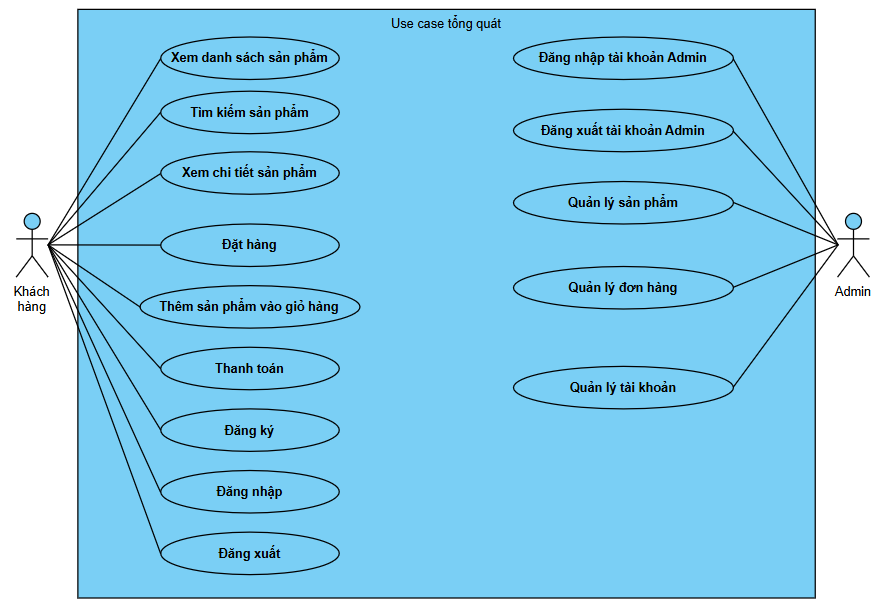 Use case tổng quát
Xem danh sách sản phẩm
Tìm kiếm sản phẩm
Xem chi tiết sản phẩm
Đặt hàng
Thêm sản phẩm vào giỏ hàng
Thanh toán
Đăng ký
Đăng nhập
Đăng xuất
Khách
hàng
Đăng nhập tài khoản Admin
Đăng xuất tài khoản Admin
Quản lý sản phẩm
Quản lý đơn hàng
Quản lý tài khoản
Admin